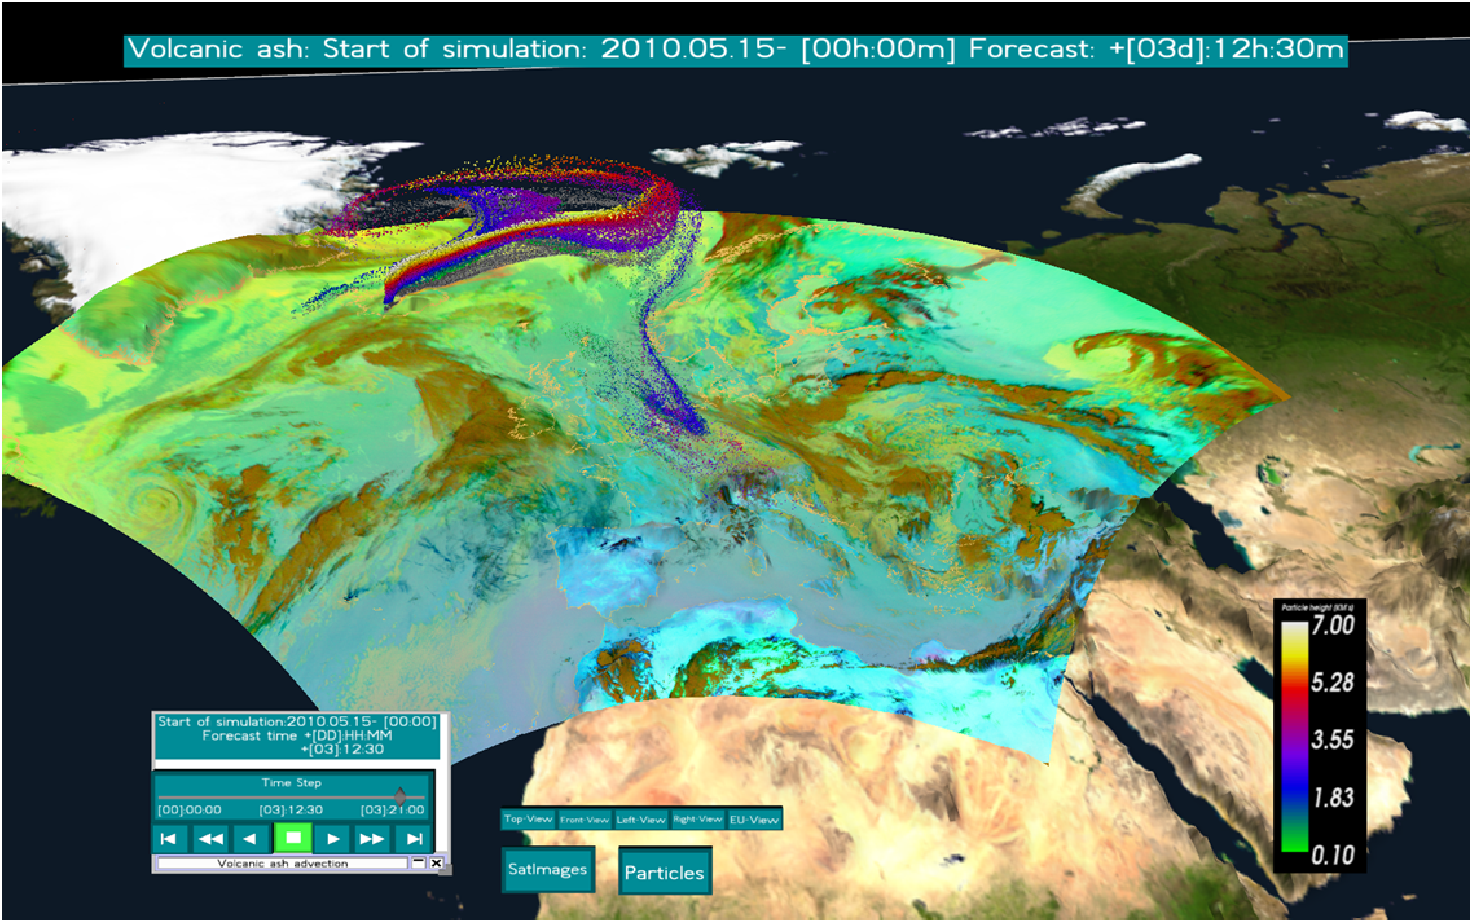 Volcanic ash: Start of simulation: 2010.05.15- [00h:00m] Forecast: +[03d]:12h:30m
Particle height (KM's)
7.00
5.28
3.55
1.83
0.10
Start of simulation:2010.05.15- [00:00]
Forecast time +[DD]:HH:MM
+[03]:12:30
Time Step
[00]:00:00 [03]:12:30 [03]:21:00
Volcanic ash advection
Top-View Front-View Left-View Right-View EU-View
SatImages Particles